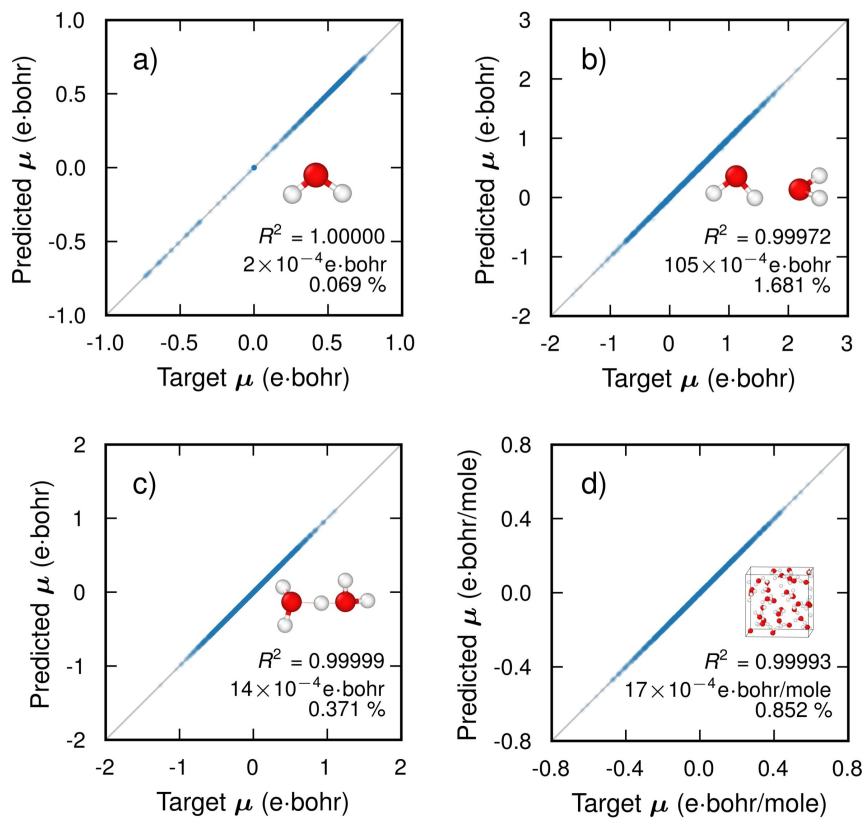 a)
1.0
0.5
0.0
-0.5
-1.0
Predicted μ (e·bohr)
R² = 1.00000
2×10⁻⁴e·bohr
0.069 %
-1.0 -0.5 0.0 0.5 1.0
Target μ (e·bohr)
b)
3
2
1
0
-1
-2
Predicted μ (e·bohr)
R² = 0.99972
105×10⁻⁴e·bohr
1.681 %
-2 -1 0 1 2 3
Target μ (e·bohr)
c)
2
1
0
-1
-2
Predicted μ (e·bohr)
R² = 0.99999
14×10⁻⁴e·bohr
0.371 %
-2 -1 0 1 2
Target μ (e·bohr)
d)
0.8
0.4
0.0
-0.4
-0.8
Predicted μ (e·bohr/mole)
R² = 0.99993
17×10⁻⁴e·bohr/mole
0.852 %
-0.8 -0.4 0.0 0.4 0.8
Target μ (e·bohr/mole)